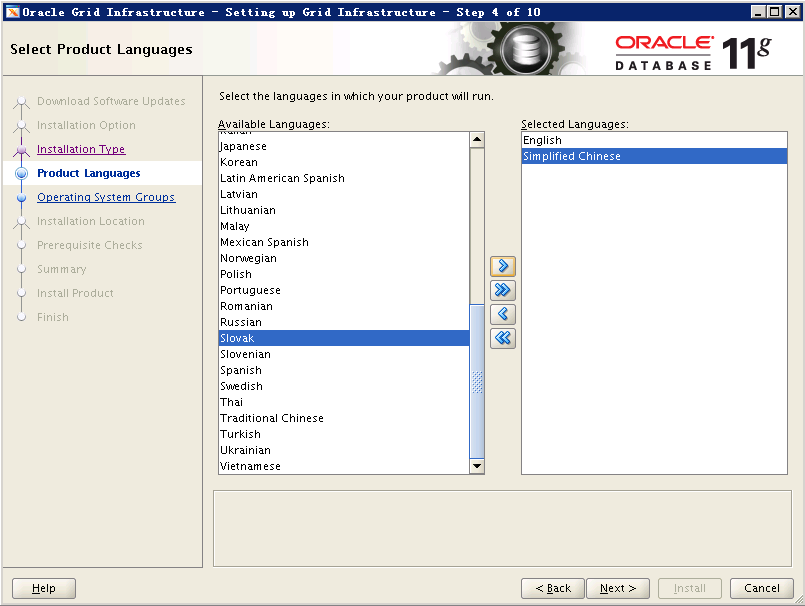 Oracle Grid Infrastructure - Setting up Grid Infrastructure - Step 4 of 10
Select Product Languages
ORACLE
DATABASE
11g
Download Software Updates
Installation Option
Installation Type
Product Languages
Operating System Groups
Installation Location
Prerequisite Checks
Summary
Install Product
Finish
Select the languages in which your product will run.
Available Languages:
Italian
Japanese
Korean
Latin American Spanish
Latvian
Lithuanian
Malay
Mexican Spanish
Norwegian
Polish
Portuguese
Romanian
Russian
Slovak
Slovenian
Spanish
Swedish
Thai
Traditional Chinese
Turkish
Ukrainian
Vietnamese
Selected Languages:
English
Simplified Chinese
Help
< Back
Next >
Install
Cancel